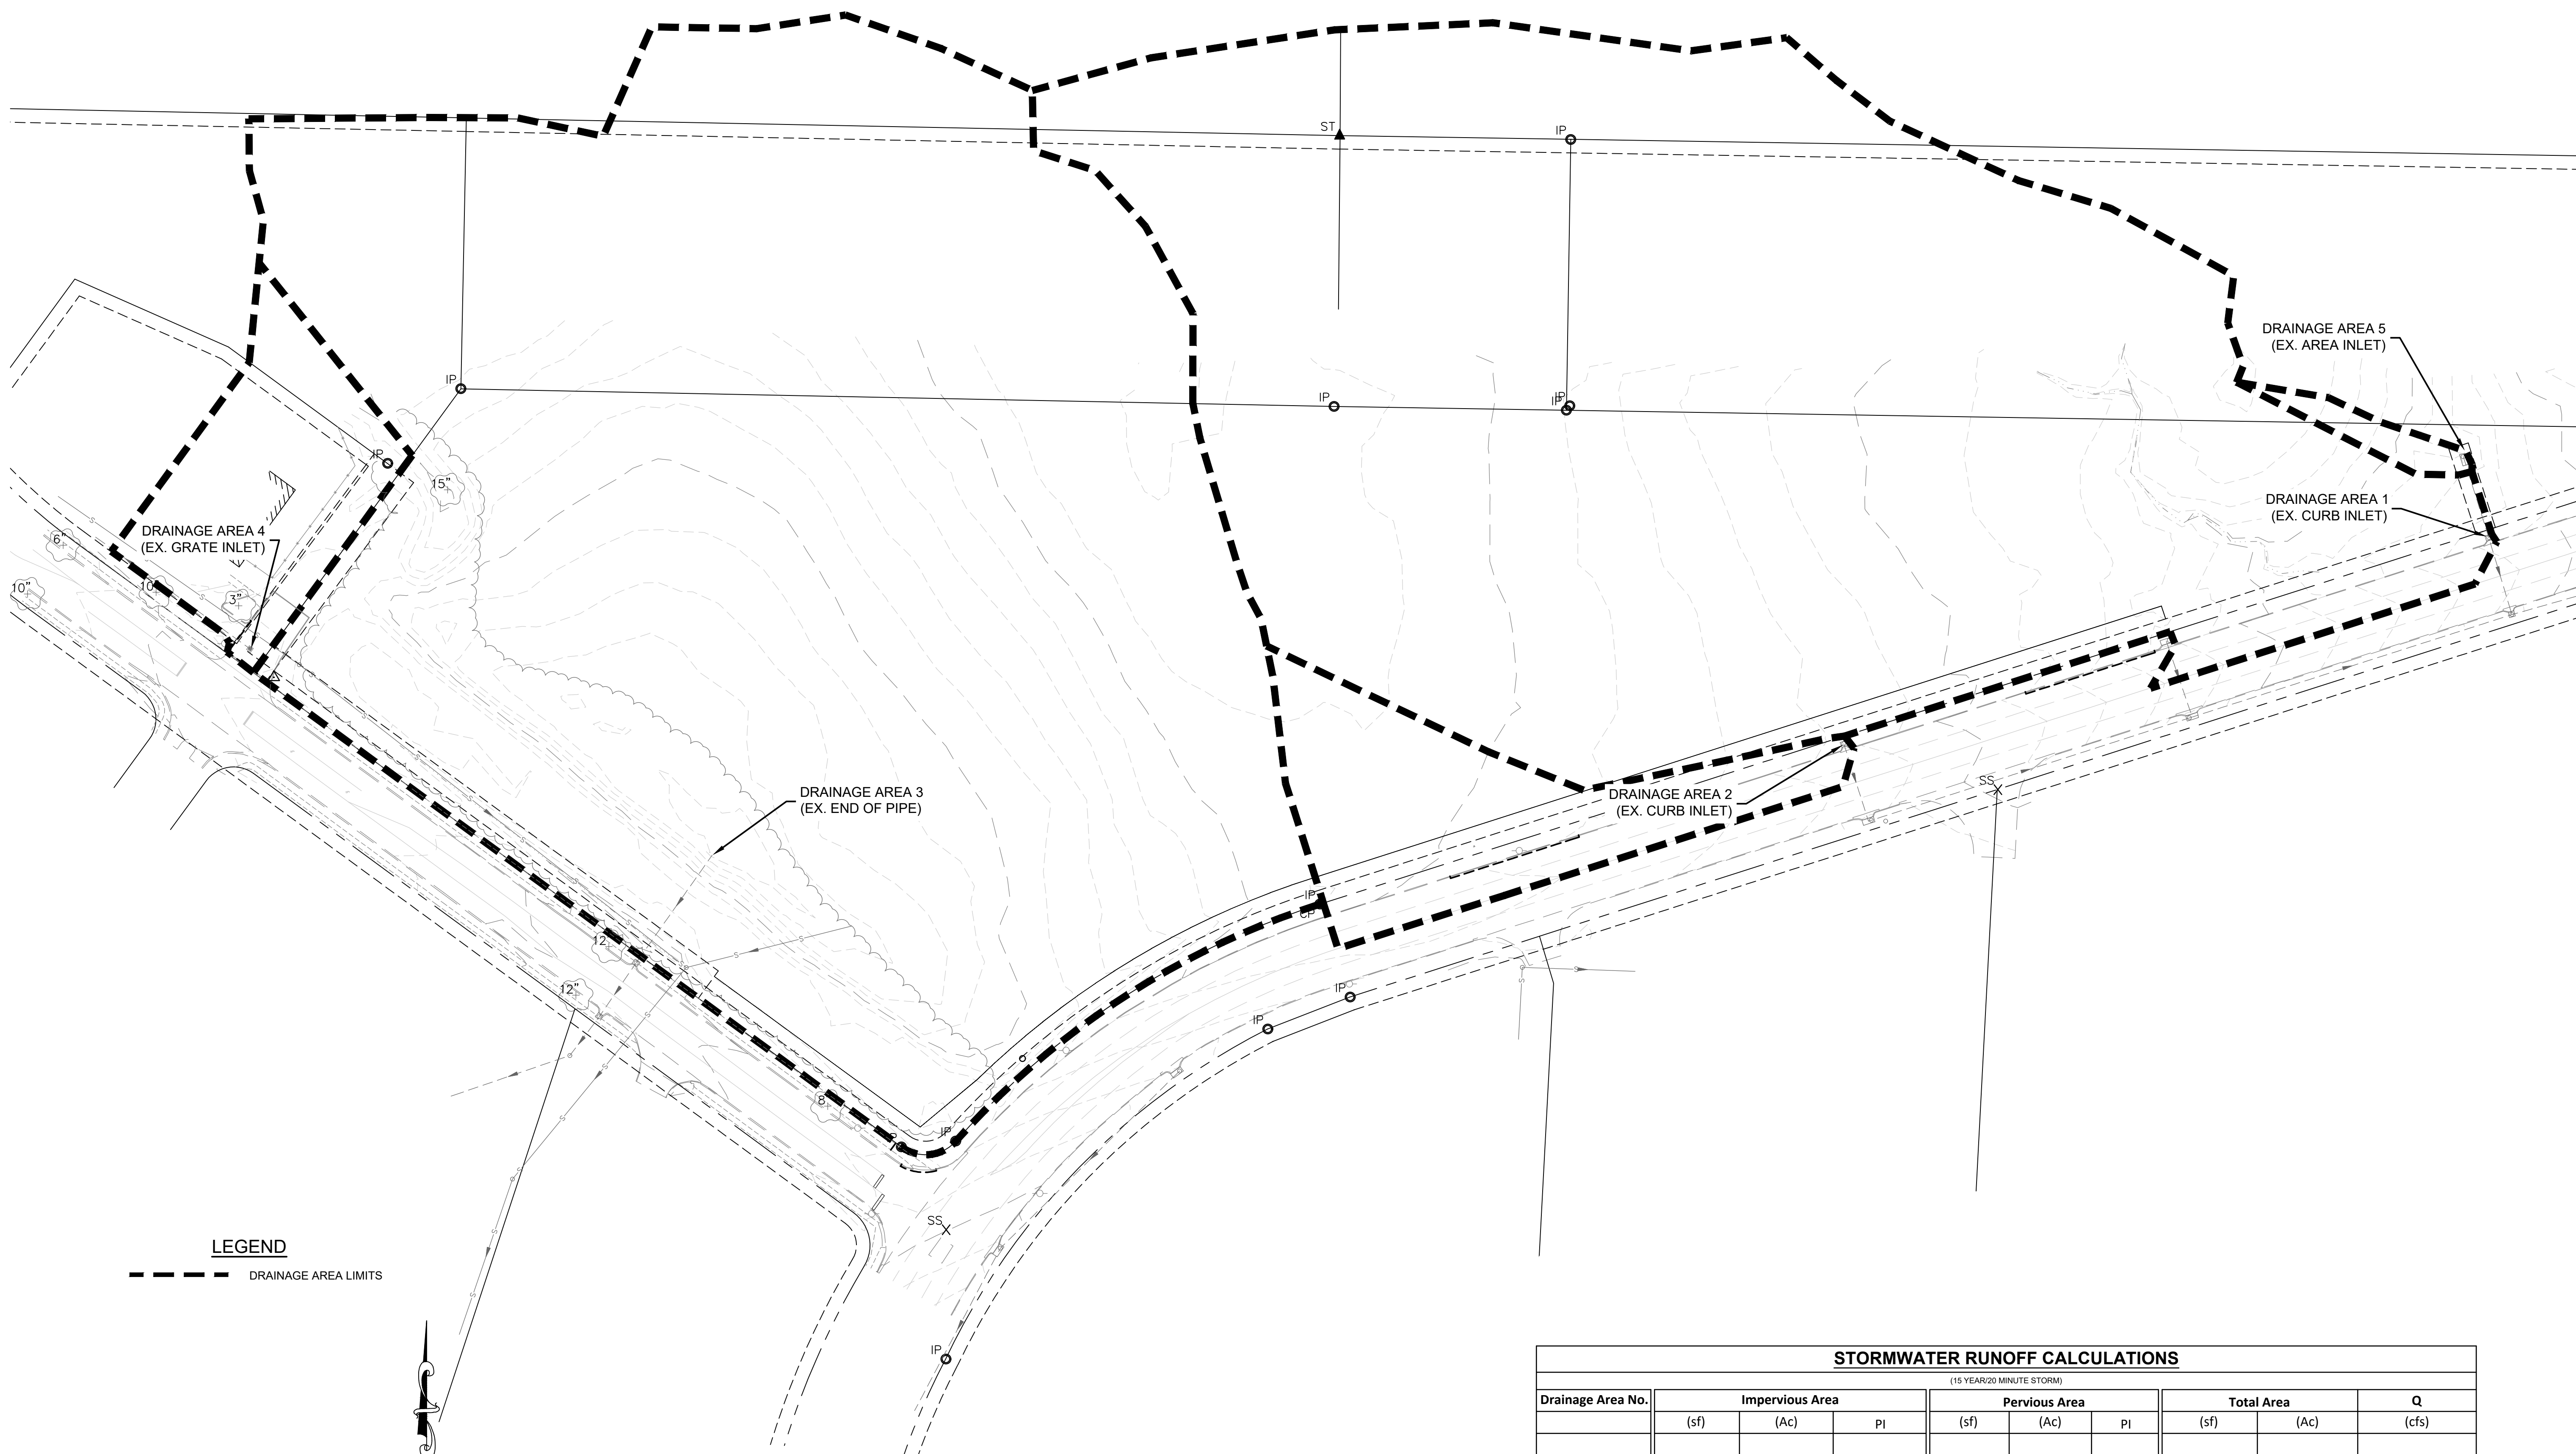 ST
IP
DRAINAGE AREA 5
(EX. AREA INLET)
IP
IP
IP
IP
IP
15"
DRAINAGE AREA 1
(EX. CURB INLET)
DRAINAGE AREA 4
(EX. GRATE INLET)
S
6"
10"
10
3"
S
S
S
DRAINAGE AREA 3
(EX. END OF PIPE)
SS
DRAINAGE AREA 2
(EX. CURB INLET)
S
S
S
IP
CP
12
S
S
12"
IP
S
S
IP
S
S
8
IP
S
SS
S
LEGEND
DRAINAGE AREA LIMITS
S
IP
STORMWATER RUNOFF CALCULATIONS
(15 YEAR/20 MINUTE STORM)
Drainage Area No. Impervious Area Pervious Area Total Area Q
(sf) (Ac) PI (sf) (Ac) PI (sf) (Ac) (cfs)